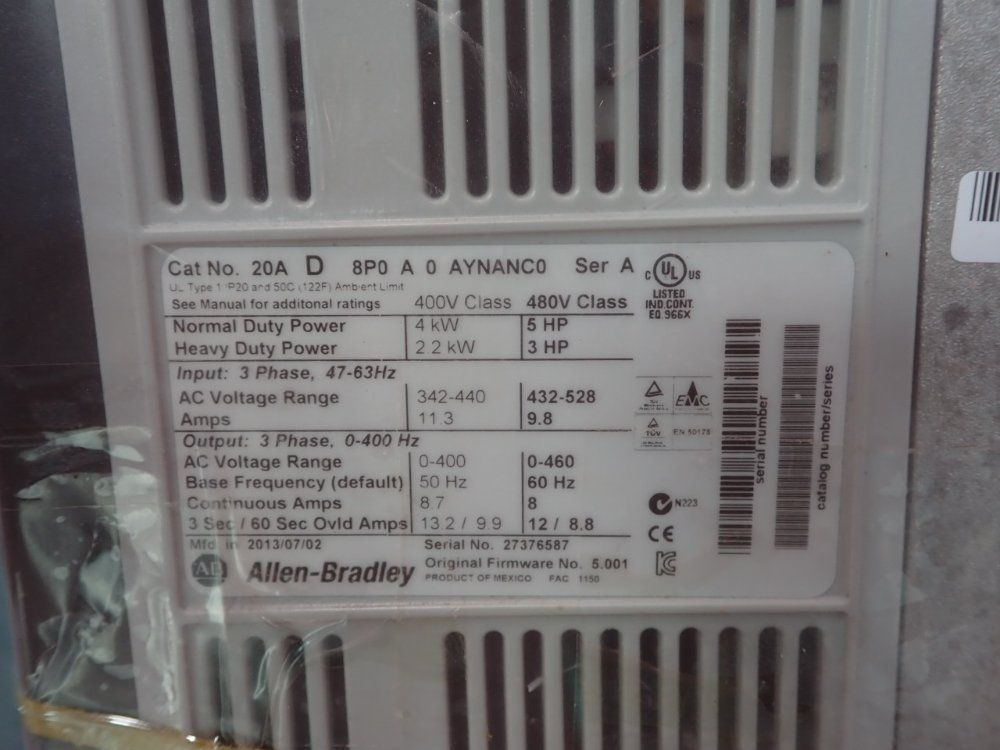 Cat No. 20A D 8P0 A 0 AYNANC0 Ser A
UL Type 1 IP20 and 50C (122F) Ambient Limit
See Manual for additonal ratings 400V Class 480V Class
Normal Duty Power 4 kW 5 HP
Heavy Duty Power 2.2 kW 3 HP
Input: 3 Phase, 47-63Hz
AC Voltage Range 342-440 432-528
Amps 11.3 9.8
Output: 3 Phase, 0-400 Hz
AC Voltage Range 0-400 0-460
Base Frequency (default) 50 Hz 60 Hz
Continuous Amps 8.7 8
3 Sec / 60 Sec Ovld Amps 13.2 / 9.9 12 / 8.8
Mfd. in 2013/07/02 Serial No. 27376587
AB Allen-Bradley Original Firmware No. 5.001
PRODUCT OF MEXICO FAC 1150
C UL US
LISTED
IND.CONT.
EQ 966X
TUV EMC
TUV EN 50178
N223
CE
serial number
catalog number/series